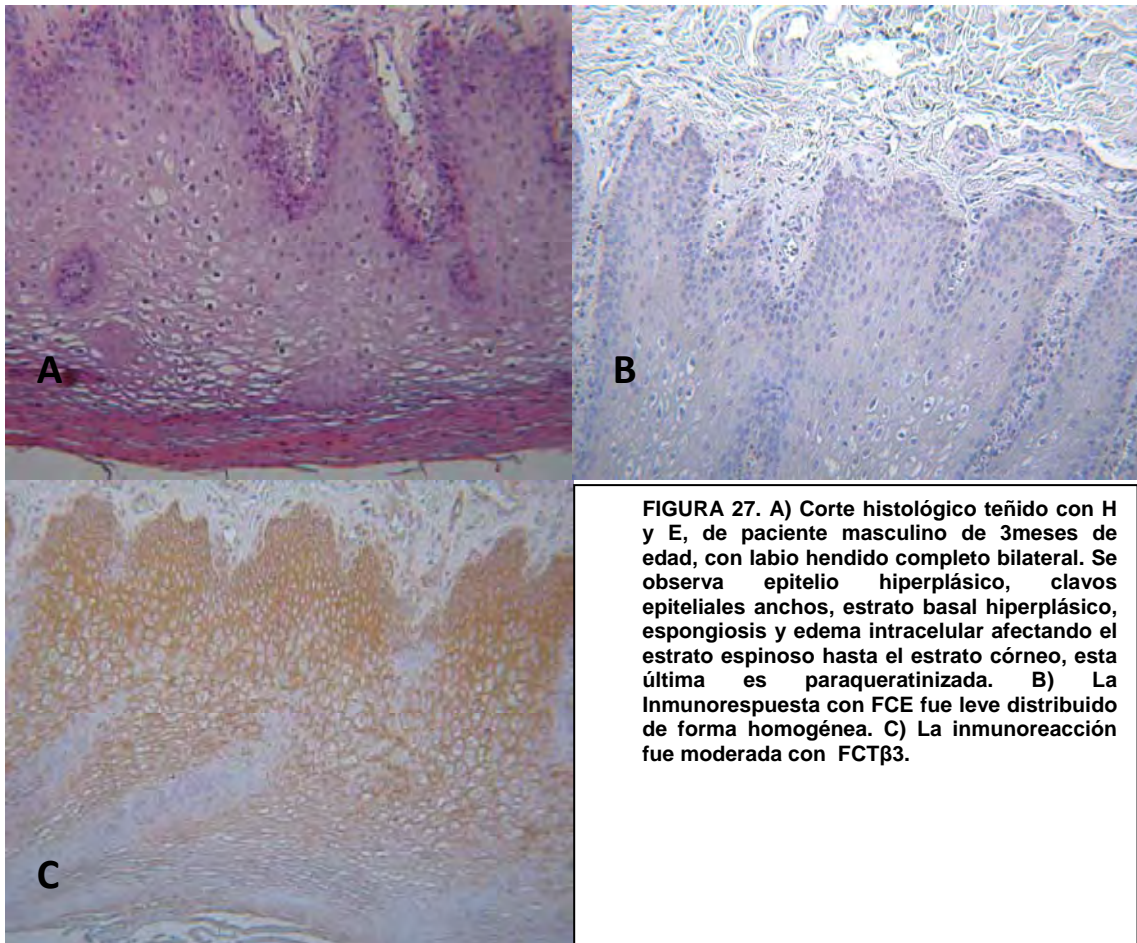 A
B
C
FIGURA 27. A) Corte histológico teñido con H
y E, de paciente masculino de 3meses de
edad, con labio hendido completo bilateral. Se
observa epitelio hiperplásico, clavos
epiteliales anchos, estrato basal hiperplásico,
espongiosis y edema intracelular afectando el
estrato espinoso hasta el estrato córneo, esta
última es paraqueratinizada. B) La
Inmunorespuesta con FCE fue leve distribuido
de forma homogénea. C) La inmunoreacción
fue moderada con FCTβ3.